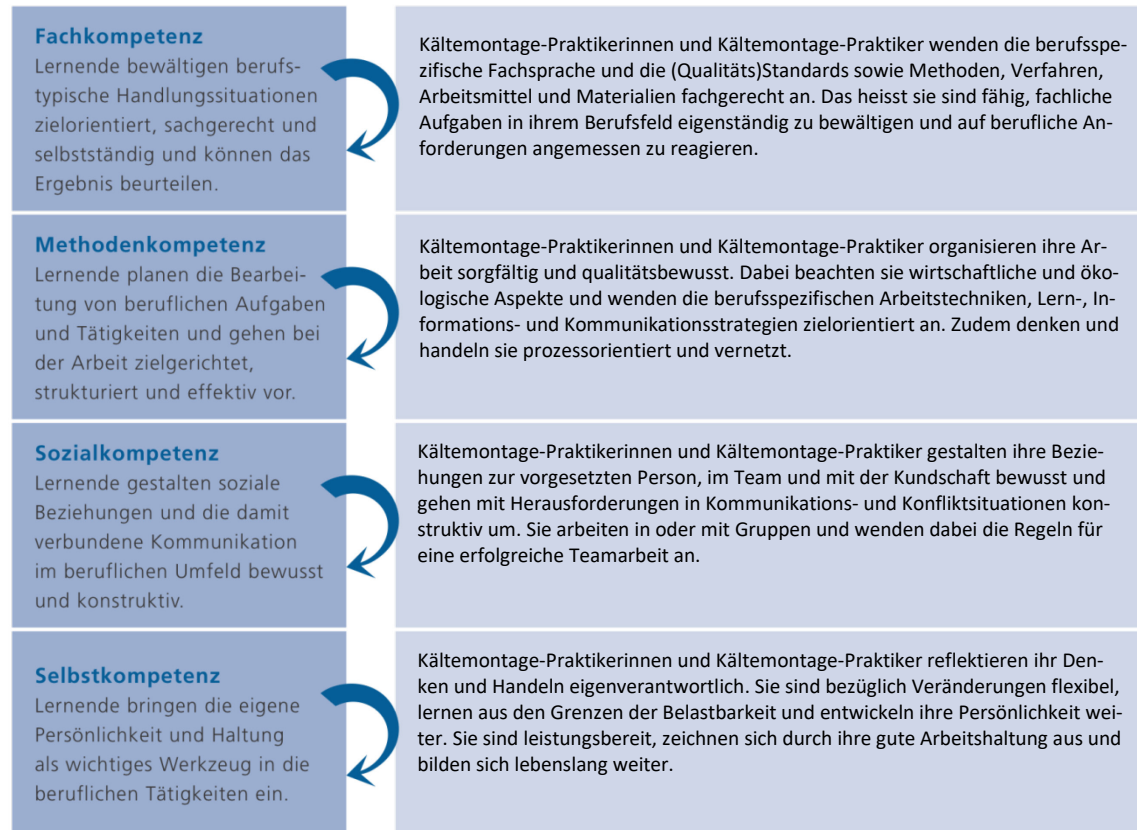 Fachkompetenz
Lernende bewältigen berufs-
typische Handlungssituationen
zielorientiert, sachgerecht und
selbstständig und können das
Ergebnis beurteilen.
Kältemontage-Praktikerinnen und Kältemontage-Praktiker wenden die berufsspe-
zifische Fachsprache und die (Qualitäts)Standards sowie Methoden, Verfahren,
Arbeitsmittel und Materialien fachgerecht an. Das heisst sie sind fähig, fachliche
Aufgaben in ihrem Berufsfeld eigenständig zu bewältigen und auf berufliche An-
forderungen angemessen zu reagieren.
Methodenkompetenz
Lernende planen die Bearbei-
tung von beruflichen Aufgaben
und Tätigkeiten und gehen bei
der Arbeit zielgerichtet,
strukturiert und effektiv vor.
Kältemontage-Praktikerinnen und Kältemontage-Praktiker organisieren ihre Ar-
beit sorgfältig und qualitätsbewusst. Dabei beachten sie wirtschaftliche und öko-
logische Aspekte und wenden die berufsspezifischen Arbeitstechniken, Lern-, In-
formations- und Kommunikationsstrategien zielorientiert an. Zudem denken und
handeln sie prozessorientiert und vernetzt.
Sozialkompetenz
Lernende gestalten soziale
Beziehungen und die damit
verbundene Kommunikation
im beruflichen Umfeld bewusst
und konstruktiv.
Kältemontage-Praktikerinnen und Kältemontage-Praktiker gestalten ihre Bezie-
hungen zur vorgesetzten Person, im Team und mit der Kundschaft bewusst und
gehen mit Herausforderungen in Kommunikations- und Konfliktsituationen kon-
struktiv um. Sie arbeiten in oder mit Gruppen und wenden dabei die Regeln für
eine erfolgreiche Teamarbeit an.
Selbstkompetenz
Lernende bringen die eigene
Persönlichkeit und Haltung
als wichtiges Werkzeug in die
beruflichen Tätigkeiten ein.
Kältemontage-Praktikerinnen und Kältemontage-Praktiker reflektieren ihr Den-
ken und Handeln eigenverantwortlich. Sie sind bezüglich Veränderungen flexibel,
lernen aus den Grenzen der Belastbarkeit und entwickeln ihre Persönlichkeit wei-
ter. Sie sind leistungsbereit, zeichnen sich durch ihre gute Arbeitshaltung aus und
bilden sich lebenslang weiter.